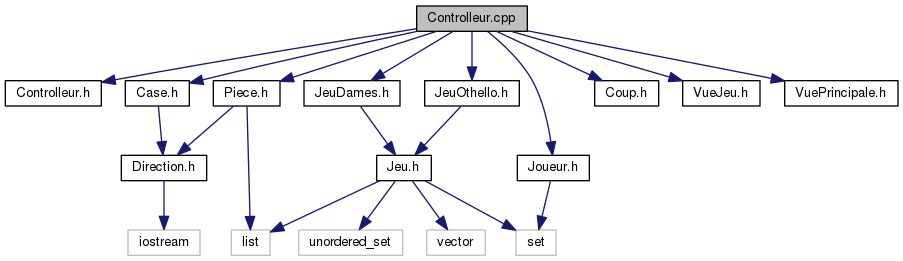 Controlleur.cpp
Controlleur.h
Case.h
Piece.h
JeuDames.h
JeuOthello.h
Coup.h
VueJeu.h
VuePrincipale.h
Direction.h
Jeu.h
Joueur.h
iostream
list
unordered_set
vector
set